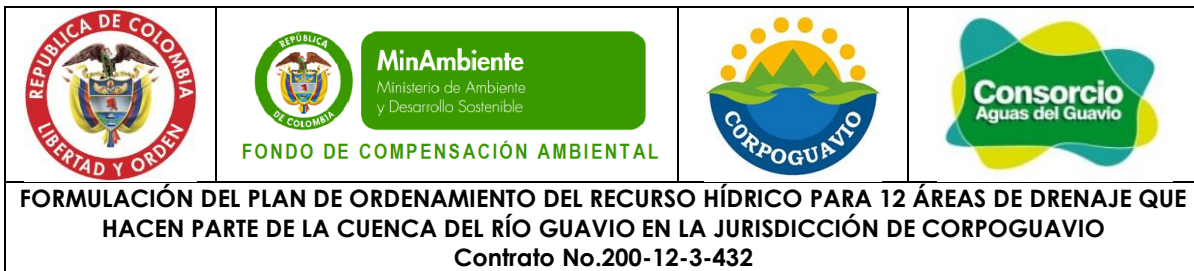 REPUBLICA DE COLOMBIA
LIBERTAD Y ORDEN
REPÚBLICA
DE COLOMBIA
MinAmbiente
Ministerio de Ambiente
y Desarrollo Sostenible
FONDO DE COMPENSACIÓN AMBIENTAL
CORPOGUAVIO
Consorcio
Aguas del Guavio
FORMULACIÓN DEL PLAN DE ORDENAMIENTO DEL RECURSO HÍDRICO PARA 12 ÁREAS DE DRENAJE QUE
HACEN PARTE DE LA CUENCA DEL RÍO GUAVIO EN LA JURISDICCIÓN DE CORPOGUAVIO
Contrato No.200-12-3-432